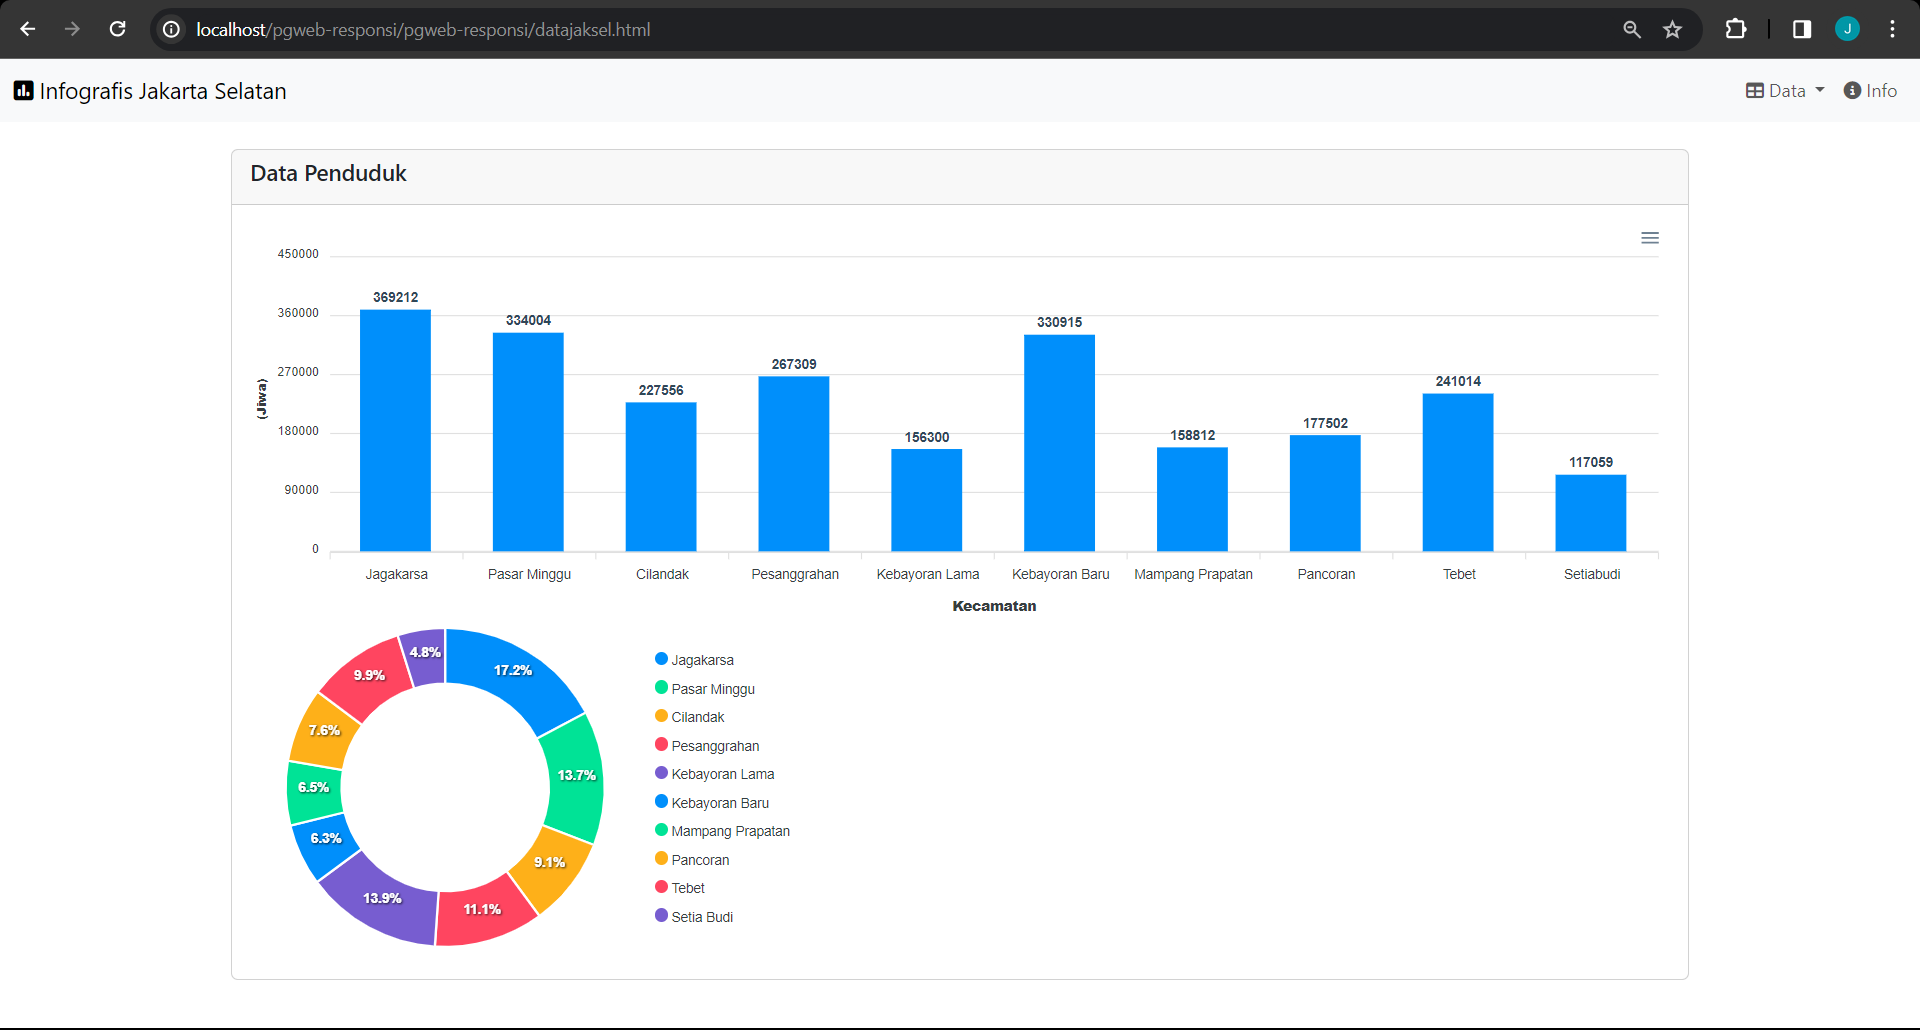 localhost/pgweb-responsi/pgweb-responsi/datajaksel.html
J
Infografis Jakarta Selatan
Data
Info
Data Penduduk
450000
360000
270000
180000
90000
0
(Jiwa)
369212
334004
227556
267309
156300
330915
158812
177502
241014
117059
Jagakarsa
Pasar Minggu
Cilandak
Pesanggrahan
Kebayoran Lama
Kebayoran Baru
Mampang Prapatan
Pancoran
Tebet
Setiabudi
Kecamatan
17.2%
13.7%
9.1%
11.1%
13.9%
6.3%
6.5%
7.6%
9.9%
4.8%
Jagakarsa
Pasar Minggu
Cilandak
Pesanggrahan
Kebayoran Lama
Kebayoran Baru
Mampang Prapatan
Pancoran
Tebet
Setia Budi